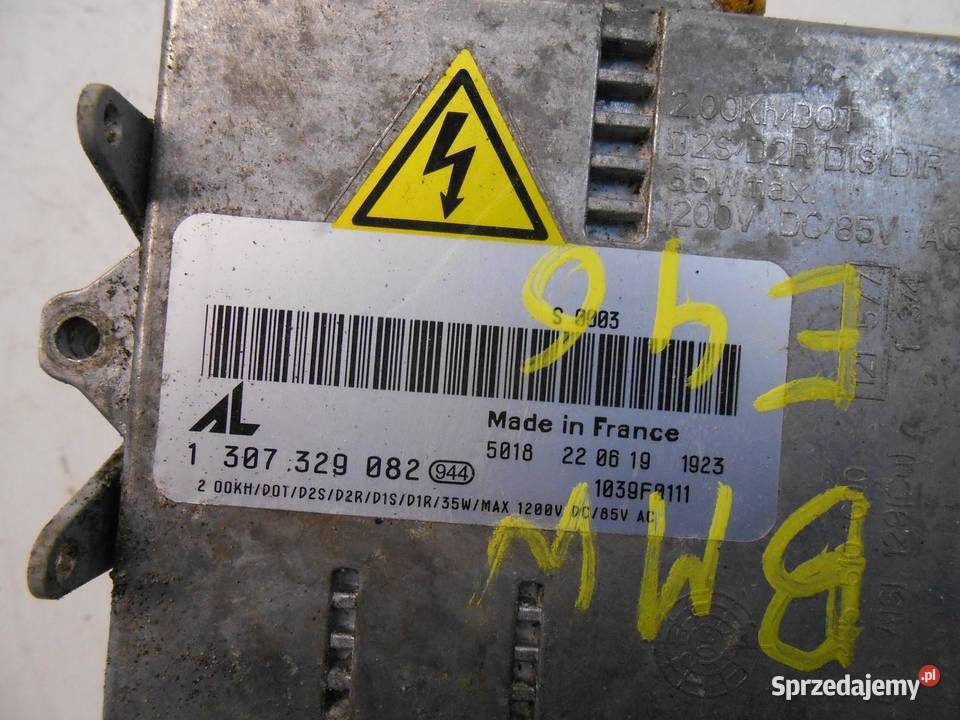 2.00Kh/DOT
D2S/D2R/D1S/D1R
35W max.
1200V DC/85V AC
S 0003
E46
AL
Made in France
1 307 329 082 944
5018 22 06 19 1923
1039F0111
2 00KH/DOT/D2S/D2R/D1S/D1R/35W/MAX 1200V DC/85V AC
BMW
Sprzedajemy.pl